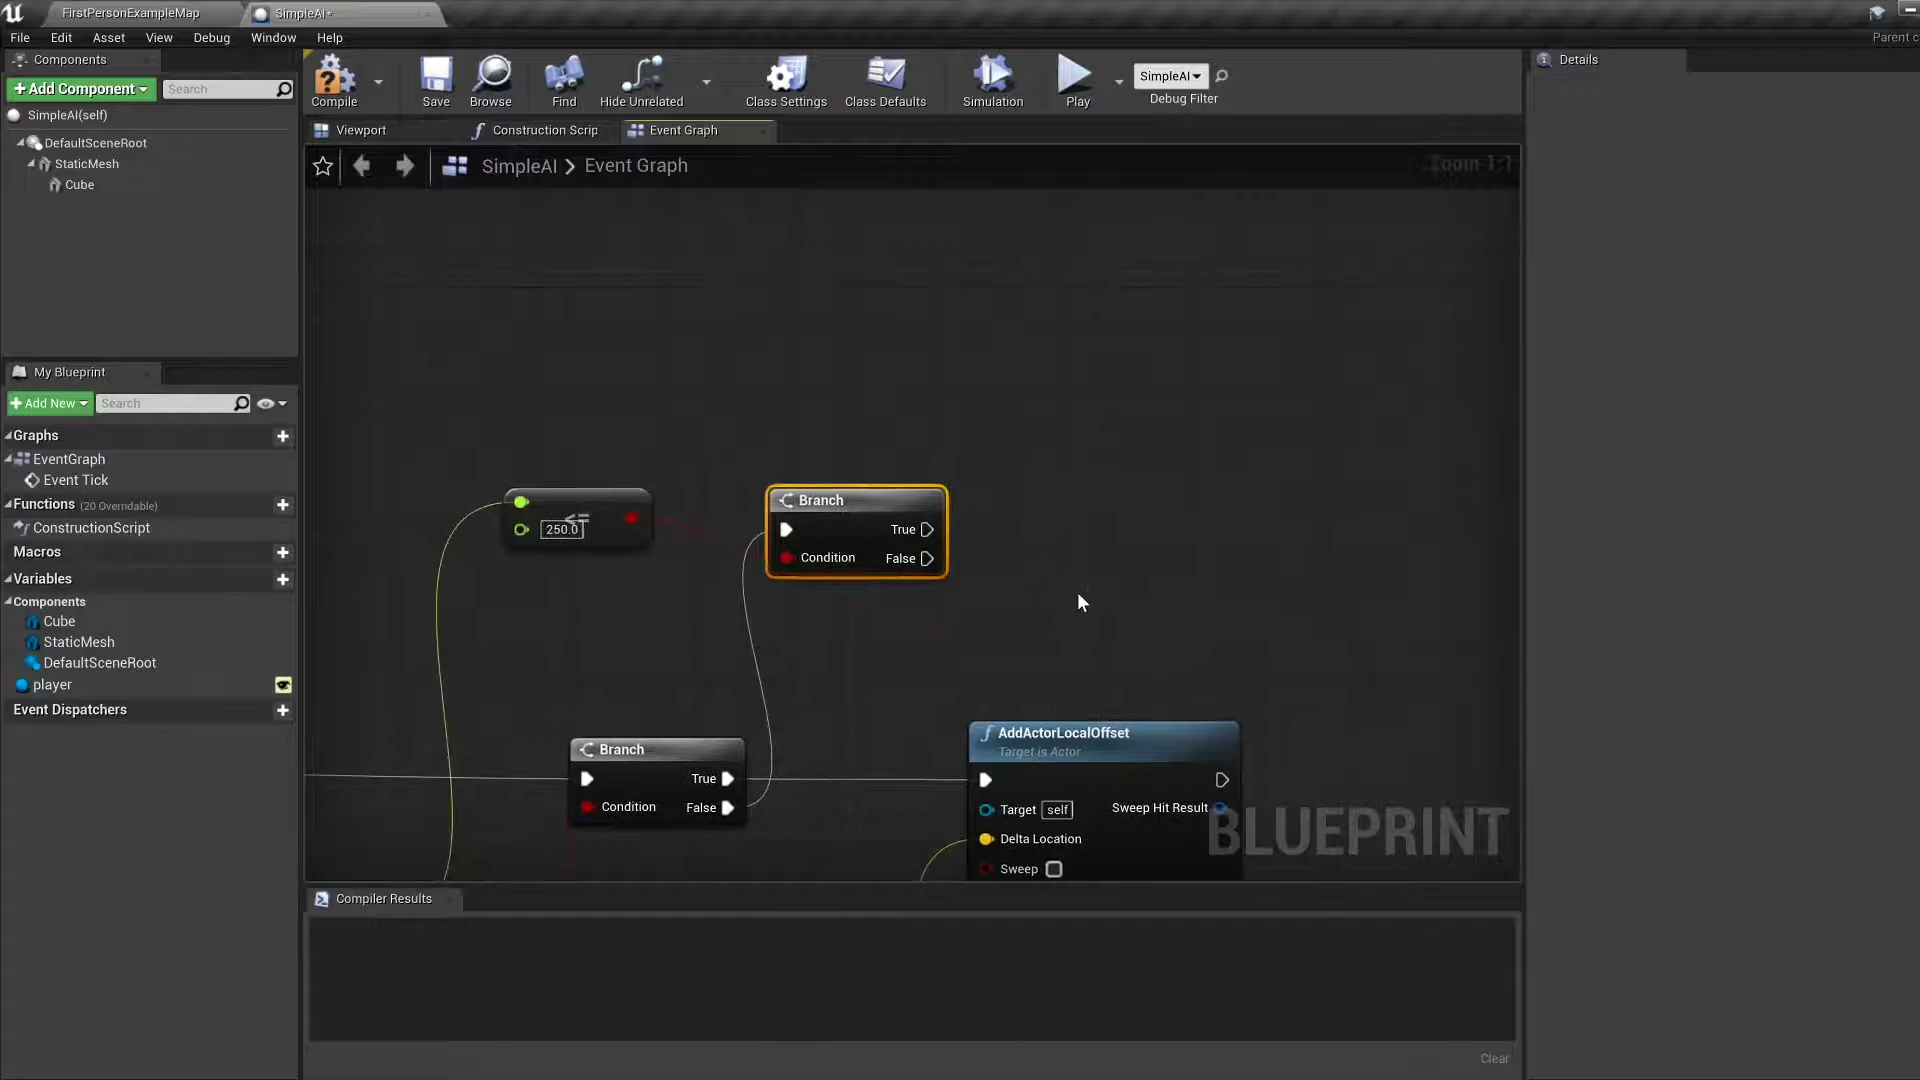 FirstPersonExampleMap
SimpleAI*
File Edit Asset View Debug Window Help
Parent c
Components
+Add Component
Search
SimpleAI(self)
DefaultSceneRoot
StaticMesh
Cube
Compile
Save
Browse
Find
Hide Unrelated
Class Settings
Class Defaults
Simulation
Play
SimpleAI
Debug Filter
Details
Viewport
Construction Scrip
Event Graph
SimpleAI > Event Graph
Zoom 1:1
My Blueprint
+Add New
Search
Graphs
EventGraph
Event Tick
Functions (20 Overridable)
ConstructionScript
Macros
Variables
Components
Cube
StaticMesh
DefaultSceneRoot
player
Event Dispatchers
<=
250.0
Branch
True
Condition False
Branch
True
Condition False
AddActorLocalOffset
Target is Actor
Target self Sweep Hit Result
Delta Location
Sweep
BLUEPRINT
Compiler Results
Clear